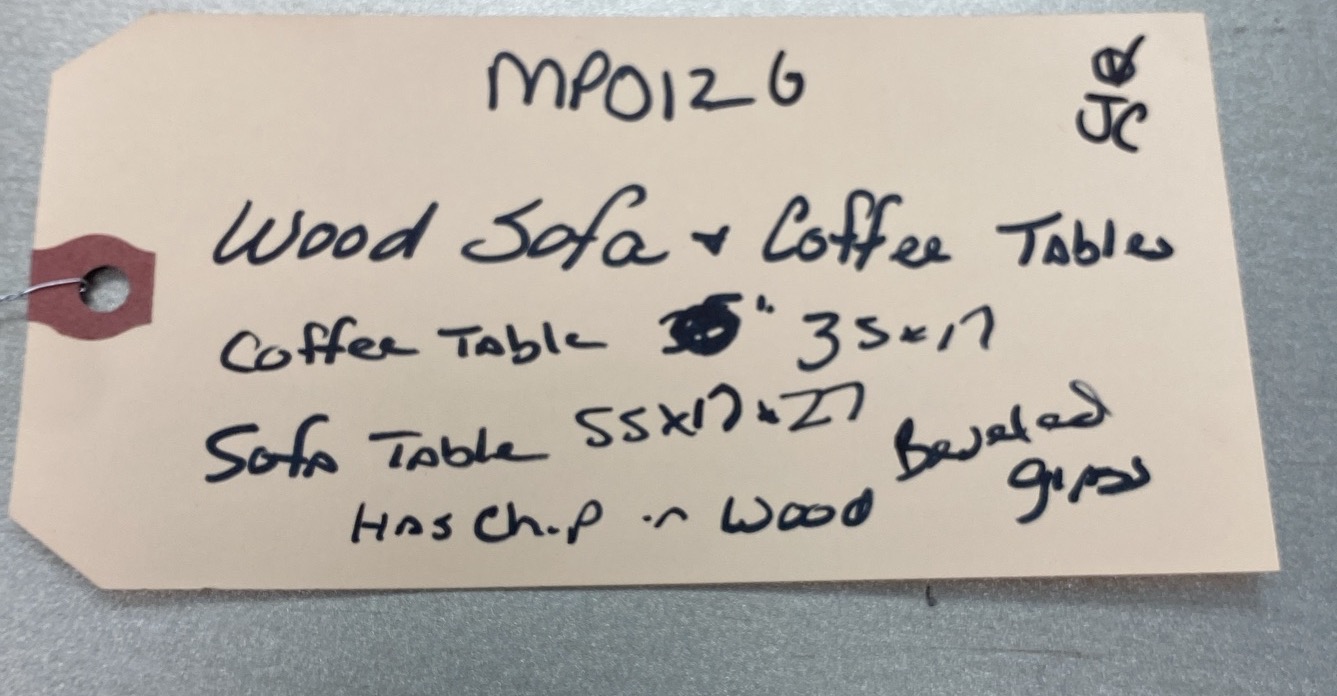 MP0126
JC
Wood Sofa & Coffee Tables
Coffee Table " 35x17
Sofa Table 55x17x27 Beveled
glass
Has Chip in Wood